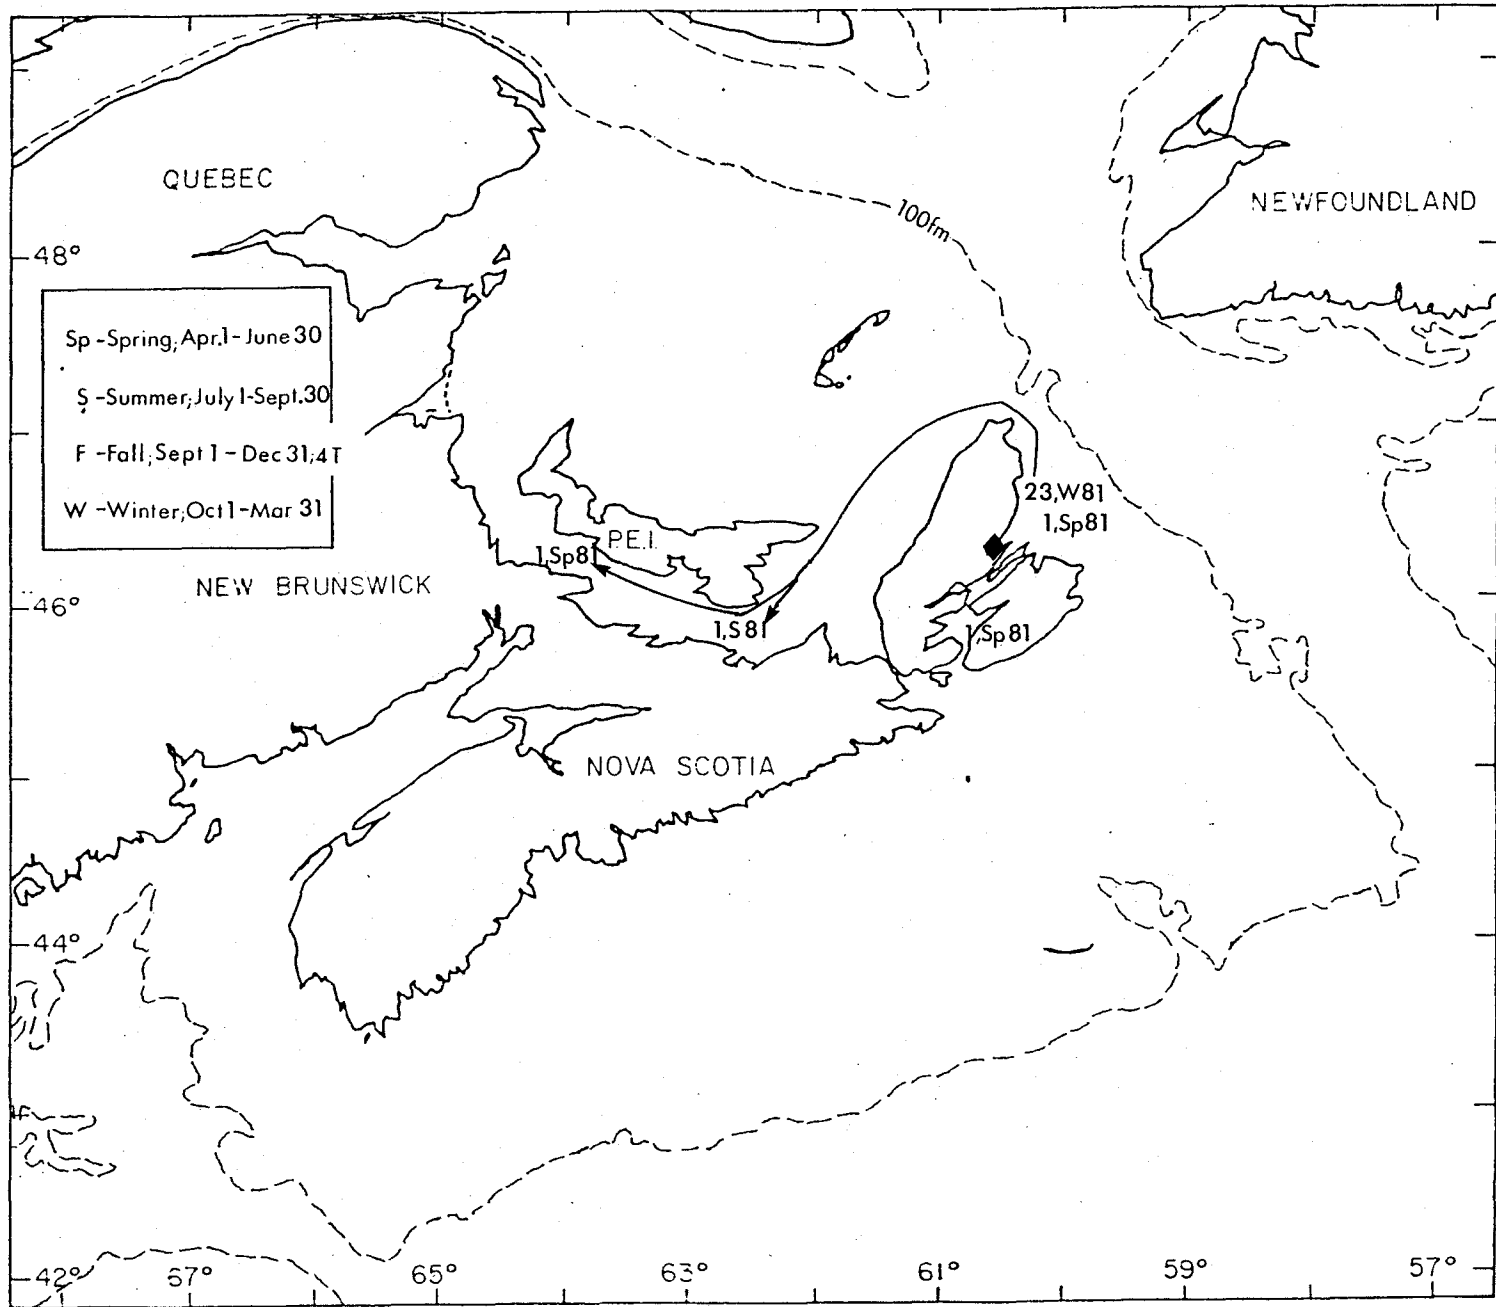 QUEBEC
NEWFOUNDLAND
100fm
48°
Sp -Spring;Apr.1-June 30
S -Summer;July 1-Sept.30
F -Fall;Sept 1 - Dec 31;4T
W -Winter;Oct 1-Mar 31
23,W81
1,Sp81
P.E.I.
1,Sp81
NEW BRUNSWICK
46°
1,S81
1,Sp81
NOVA SCOTIA
44°
42°
67°
65°
63°
61°
59°
57°